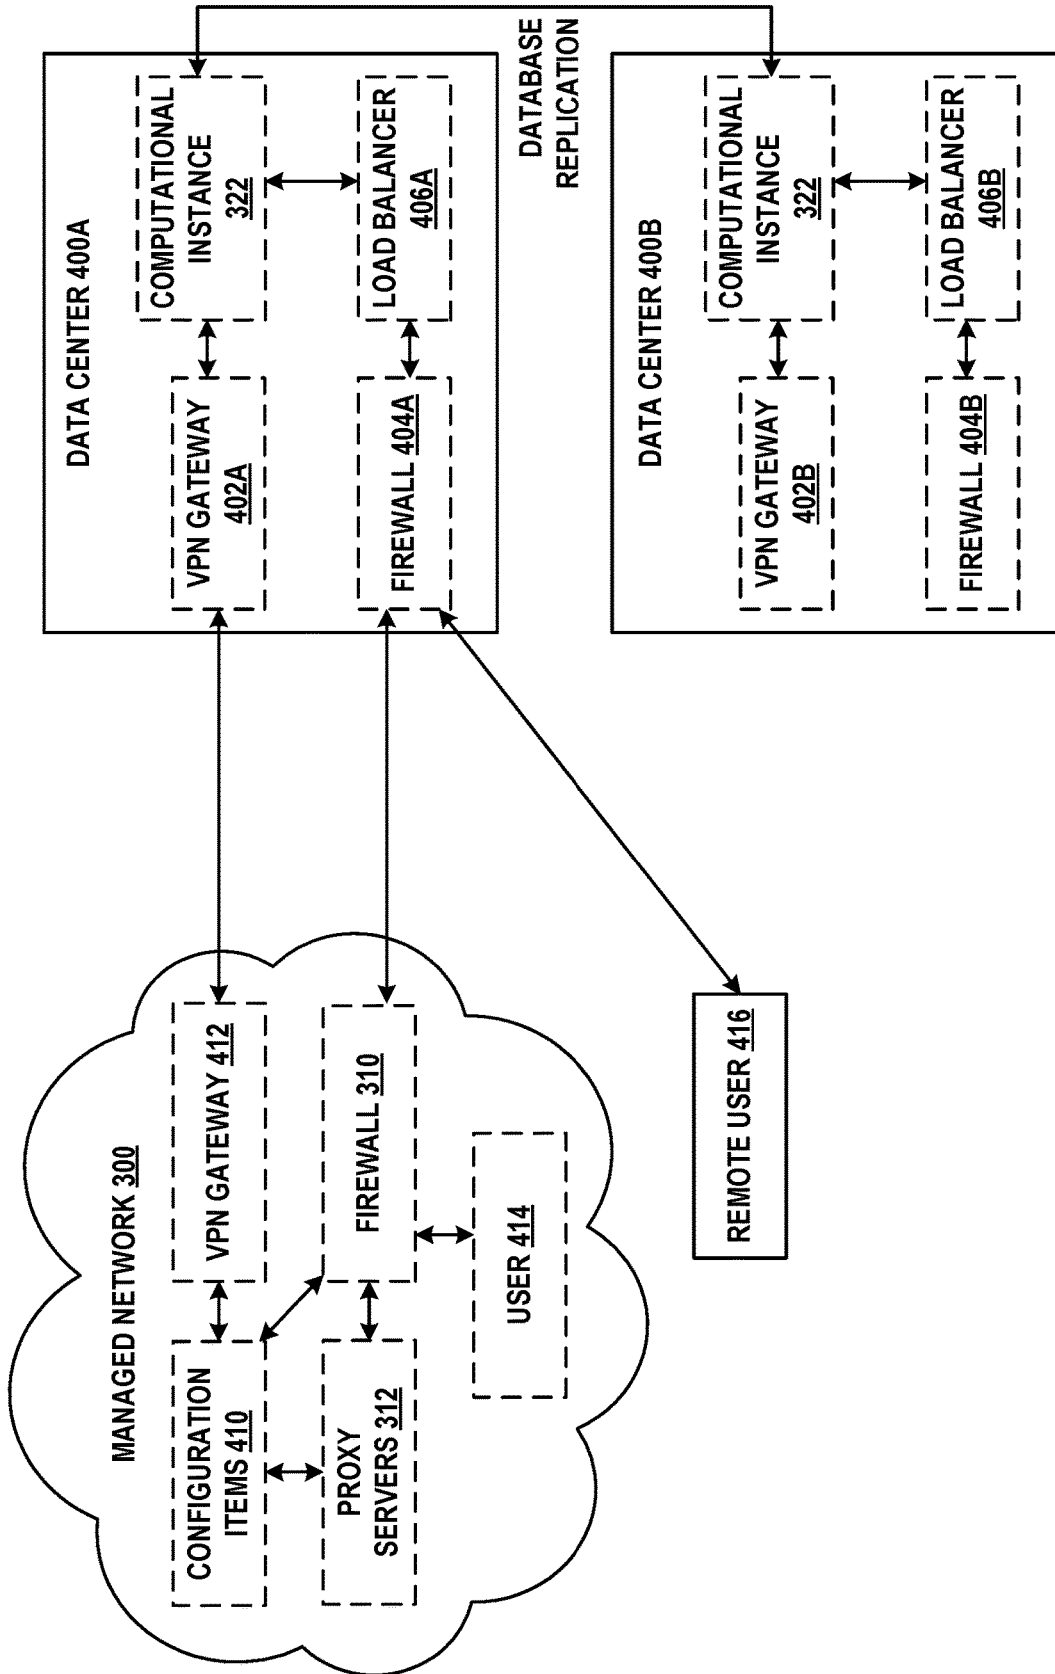 MANAGED NETWORK 300
CONFIGURATION
ITEMS 410
VPN GATEWAY 412
PROXY
SERVERS 312
FIREWALL 310
USER 414
REMOTE USER 416
DATA CENTER 400A
VPN GATEWAY
402A
COMPUTATIONAL
INSTANCE
322
FIREWALL 404A
LOAD BALANCER
406A
DATABASE
REPLICATION
DATA CENTER 400B
VPN GATEWAY
402B
COMPUTATIONAL
INSTANCE
322
FIREWALL 404B
LOAD BALANCER
406B